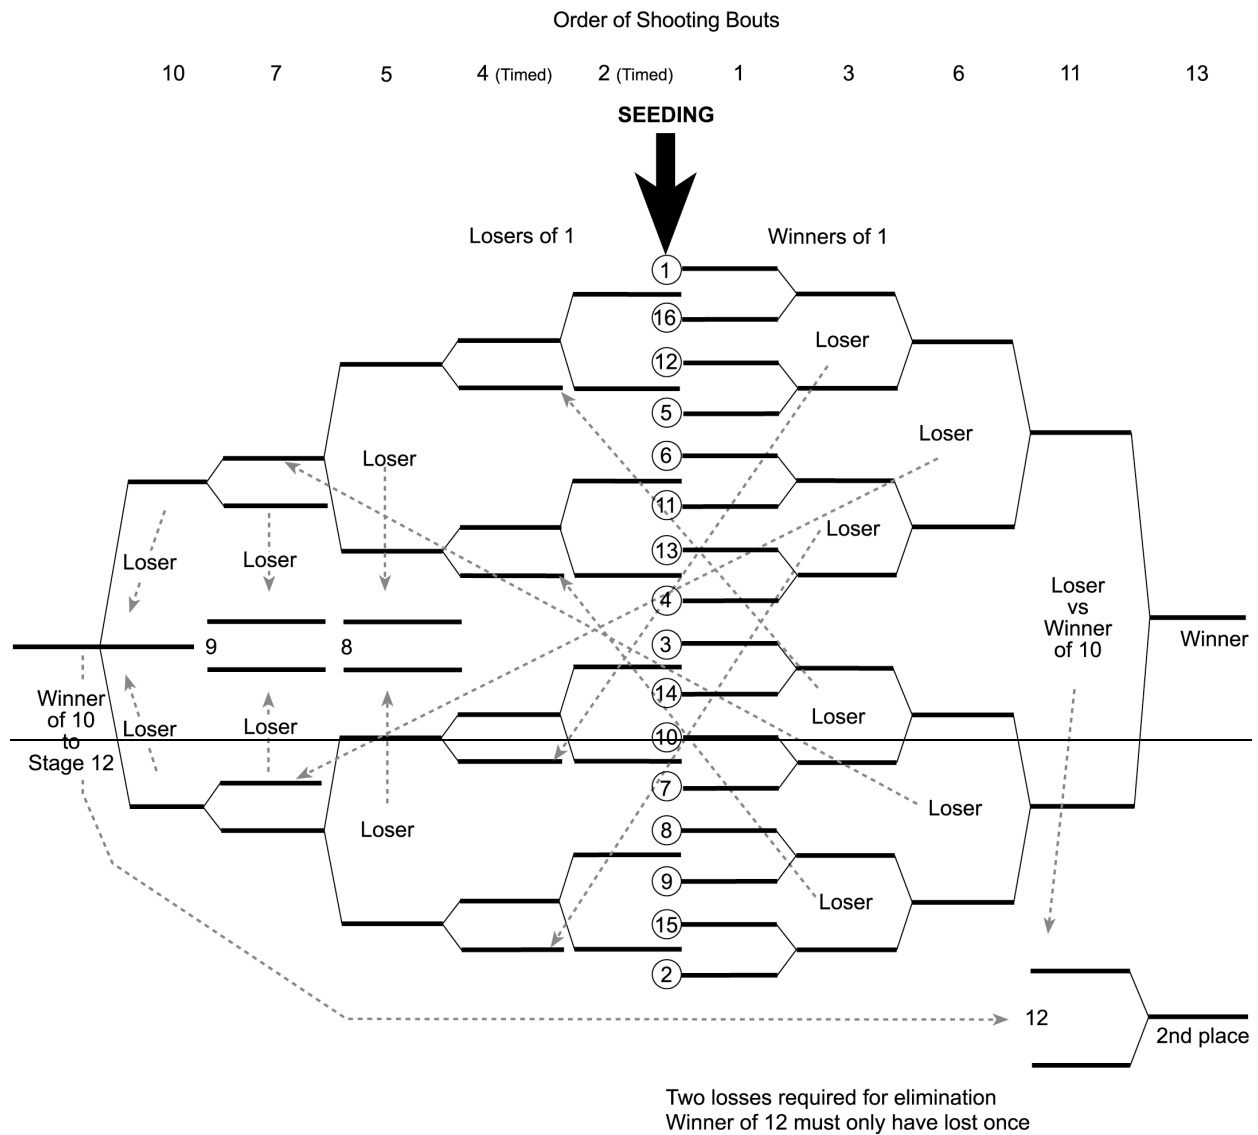 Order of Shooting Bouts
10 7 5 4 (Timed) 2 (Timed) 1 3 6 11 13
SEEDING
Losers of 1
Winners of 1
1
16
12
5
6
11
13
4
3
14
10
7
8
9
15
2
Loser
Loser
Loser
Loser
Loser
Loser
Loser
Loser
Loser
Loser
Loser
Loser
9
8
Loser
vs
Winner
of 10
Winner
Winner
of 10
to
Stage 12
12
2nd place
Two losses required for elimination
Winner of 12 must only have lost once